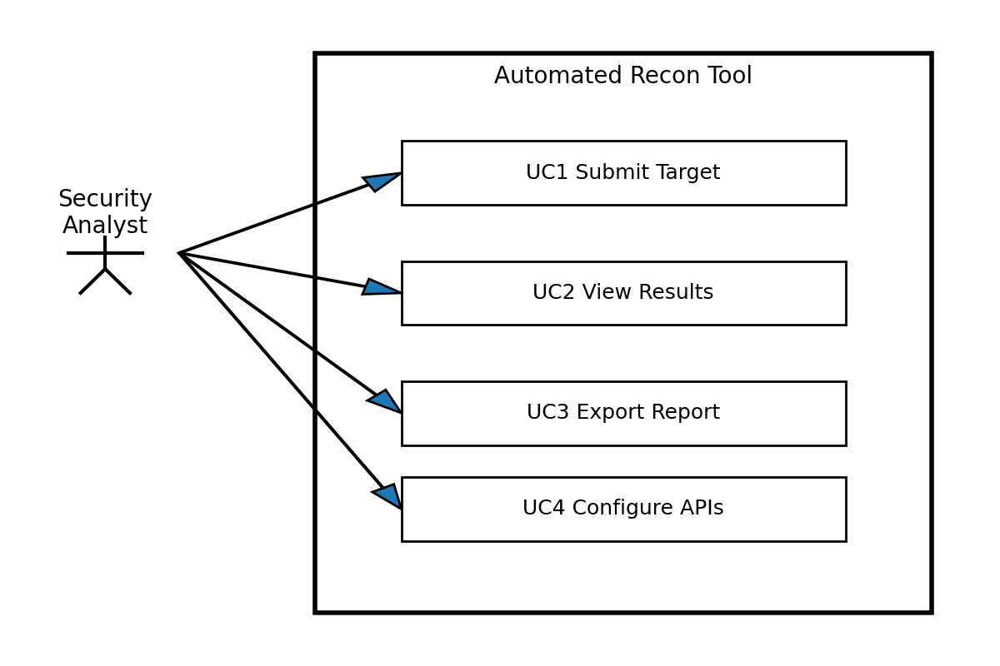 Automated Recon Tool
UC1 Submit Target
Security
Analyst
UC2 View Results
UC3 Export Report
UC4 Configure APIs